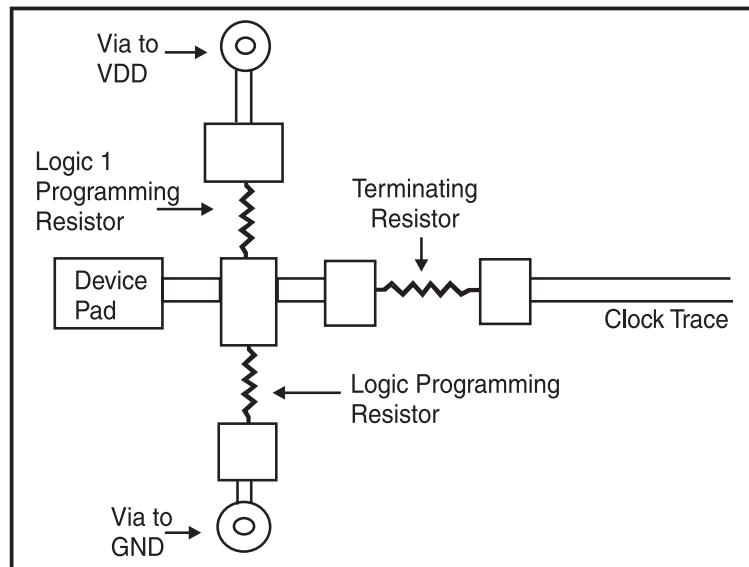 Via to
VDD
Logic 1
Programming
Resistor
Terminating
Resistor
Device
Pad
Clock Trace
Logic Programming
Resistor
Via to
GND